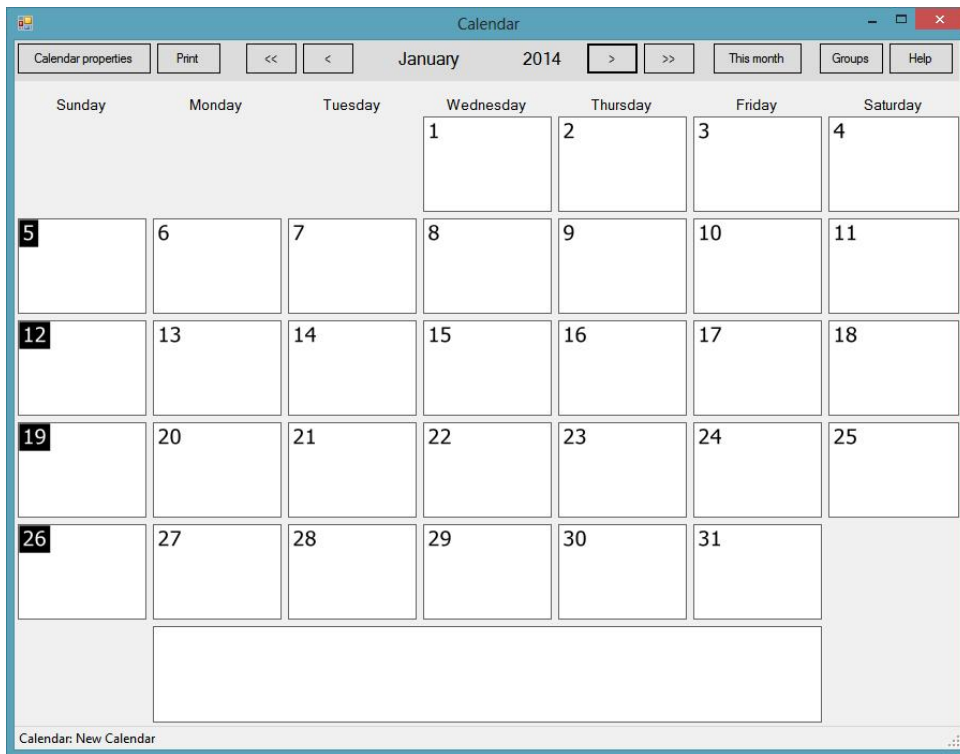 Calendar
Calendar properties Print << < January 2014 > >> This month Groups Help
Sunday Monday Tuesday Wednesday Thursday Friday Saturday
1 2 3 4
5 6 7 8 9 10 11
12 13 14 15 16 17 18
19 20 21 22 23 24 25
26 27 28 29 30 31
Calendar: New Calendar